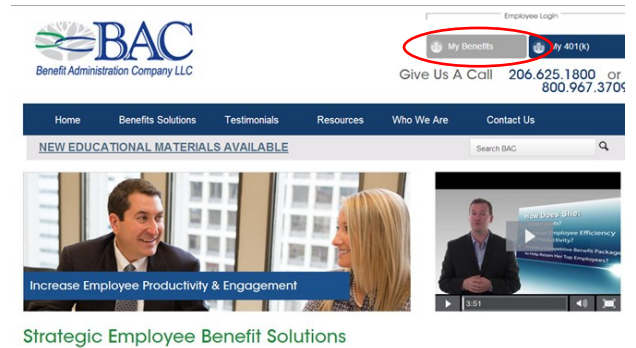 Employee Login
BAC
My Benefits
My 401(k)
Benefit Administration Company LLC
Give Us A Call 206.625.1800 or
800.967.3709
Home Benefits Solutions Testimonials Resources Who We Are Contact Us
NEW EDUCATIONAL MATERIALS AVAILABLE
Search BAC
How Does She:
Employee Efficiency
Benefit Package
to Help Retain Her Top Employees?
Increase Employee Productivity & Engagement
3:51
Strategic Employee Benefit Solutions